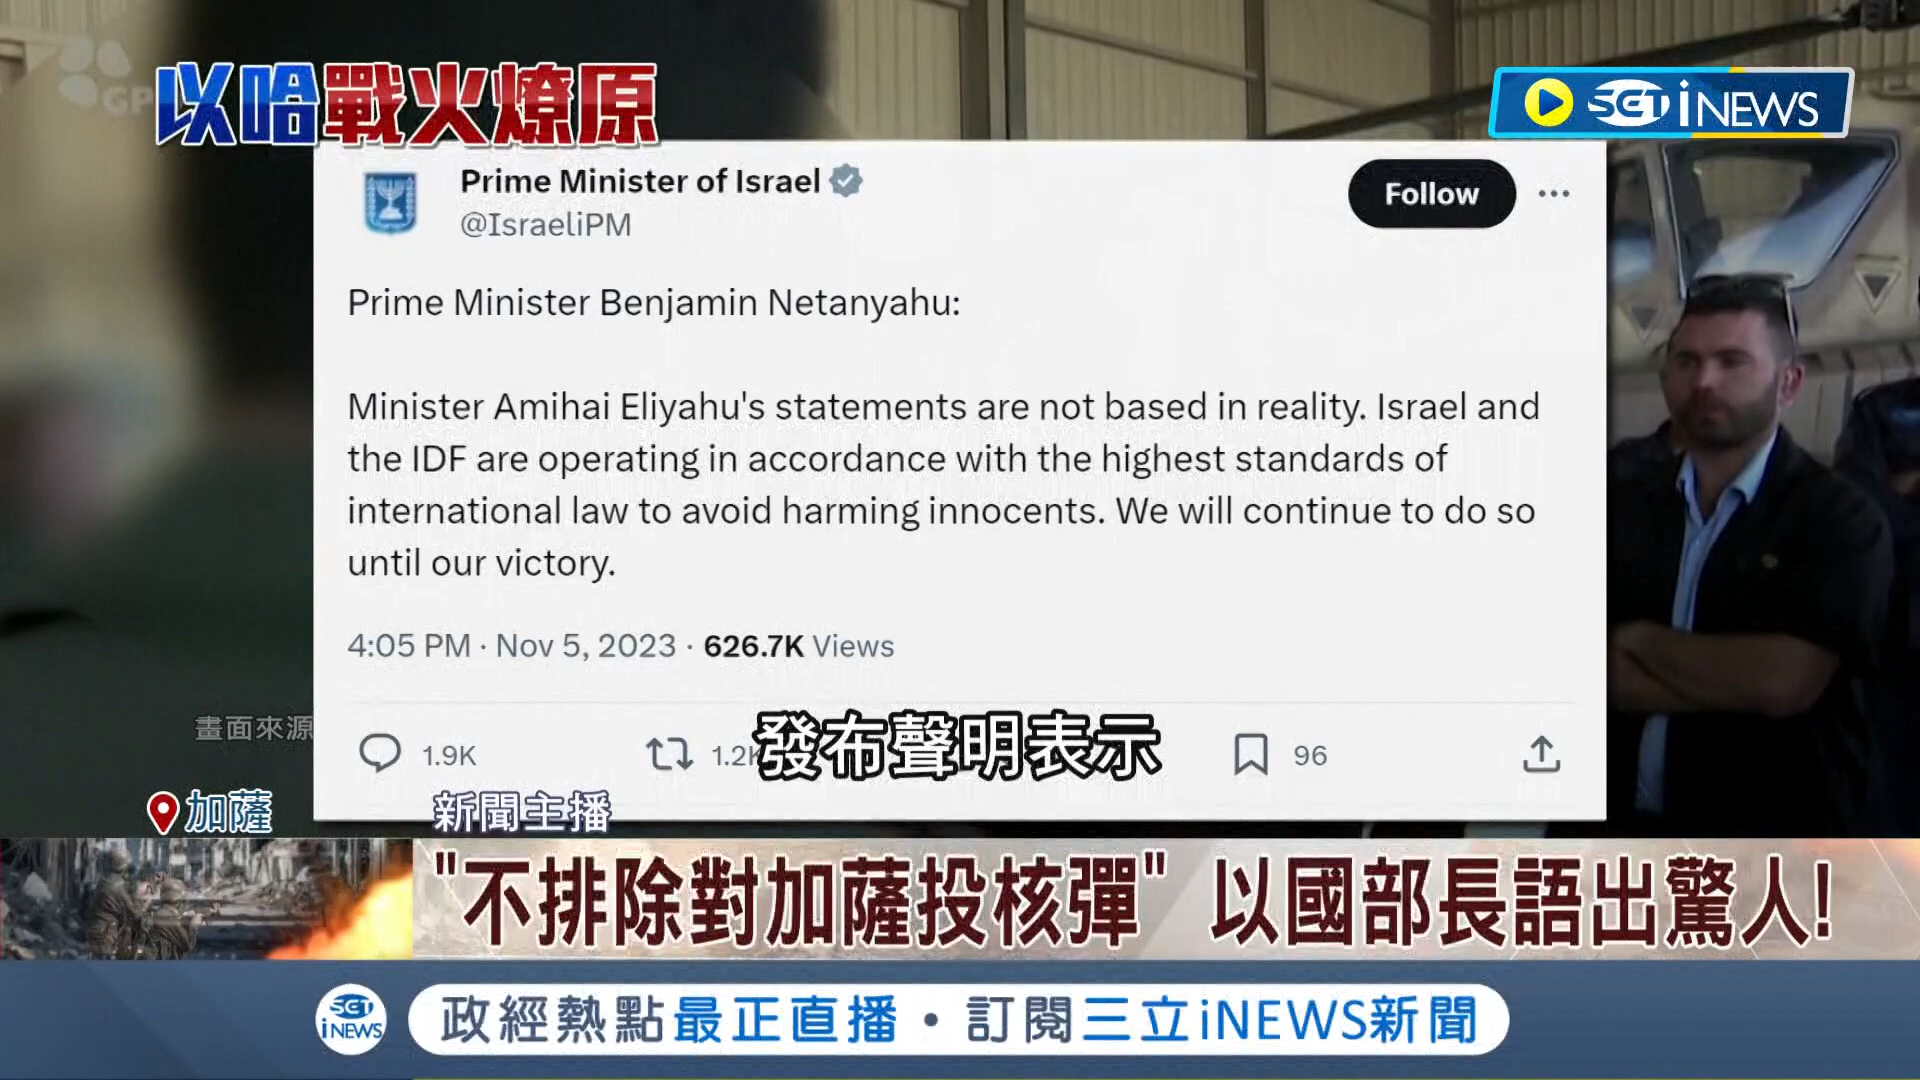 以哈戰火燎原
SET iNEWS
GP
Prime Minister of Israel
@IsraeliPM
Follow
Prime Minister Benjamin Netanyahu:
Minister Amihai Eliyahu's statements are not based in reality. Israel and
the IDF are operating in accordance with the highest standards of
international law to avoid harming innocents. We will continue to do so
until our victory.
4:05 PM · Nov 5, 2023 · 626.7K Views
1.9K
1.2K
96
發布聲明表示
畫面來源
加薩
新聞主播
"不排除對加薩投核彈" 以國部長語出驚人!
SET iNEWS
政經熱點最正直播・訂閱三立iNEWS新聞